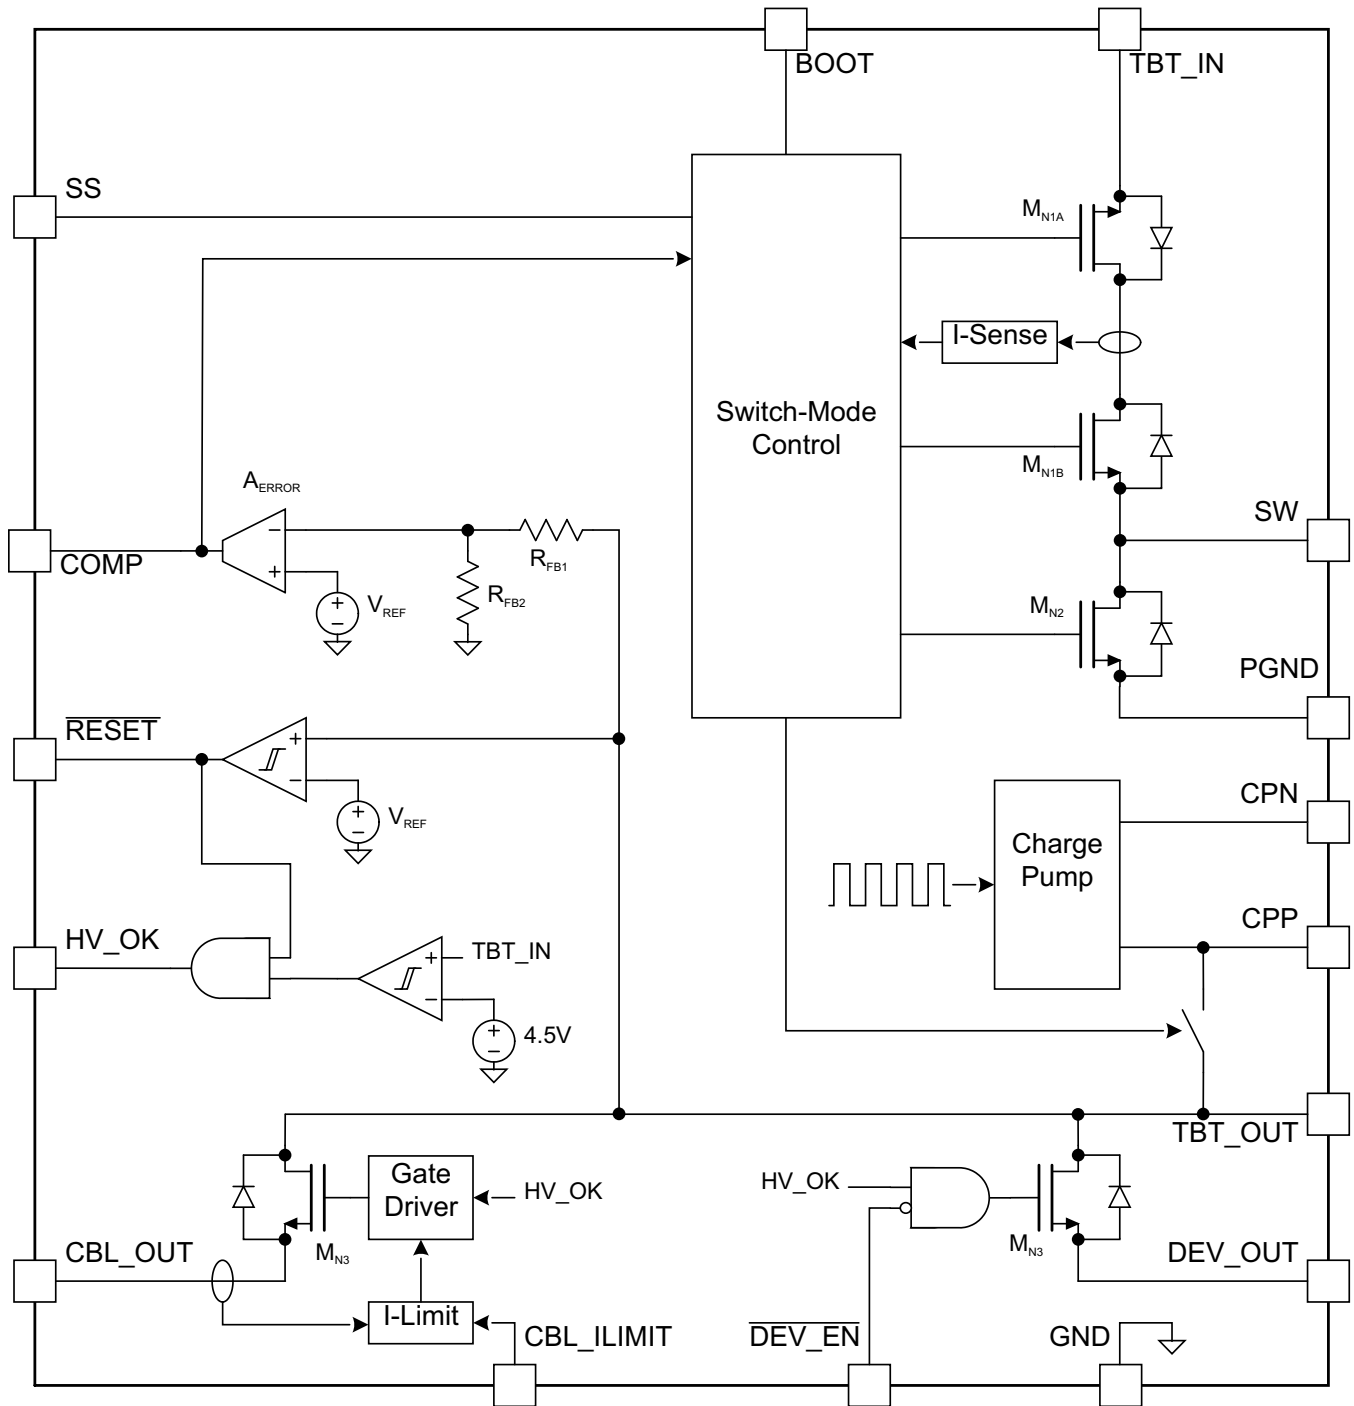 BOOT
TBT_IN
SS
M_N1A
I-Sense
Switch-Mode
Control
M_N1B
A_ERROR
SW
COMP
−
+
R_FB1
R_FB2
V_REF
+
−
M_N2
PGND
RESET
+
−
V_REF
+
−
CPN
Charge
Pump
CPP
HV_OK
TBT_IN
+
−
4.5V
+
−
TBT_OUT
Gate
Driver
HV_OK
HV_OK
M_N3
M_N3
CBL_OUT
DEV_OUT
I-Limit
CBL_ILIMIT
DEV_EN
GND